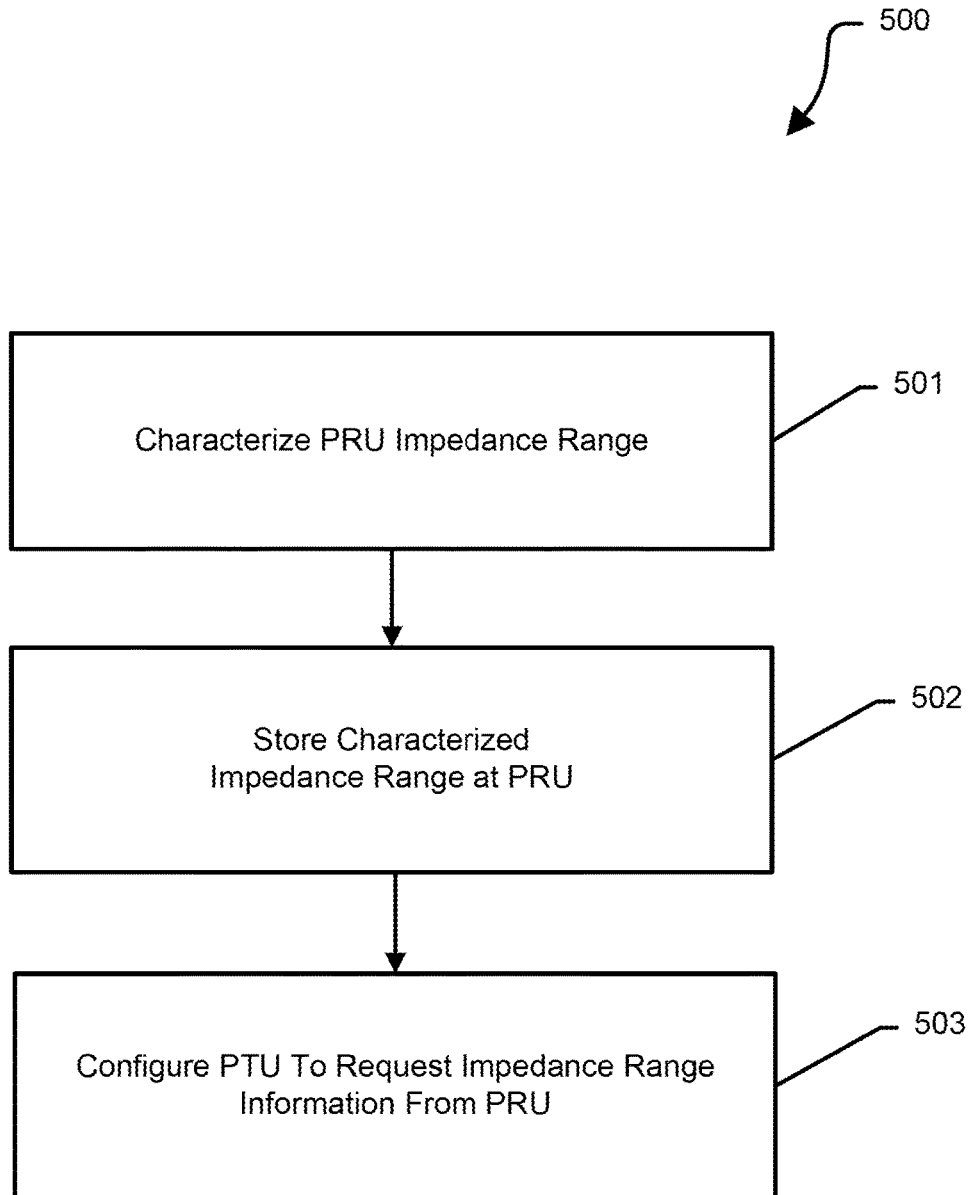 500
Characterize PRU Impedance Range
501
Store Characterized
Impedance Range at PRU
502
Configure PTU To Request Impedance Range
Information From PRU
503